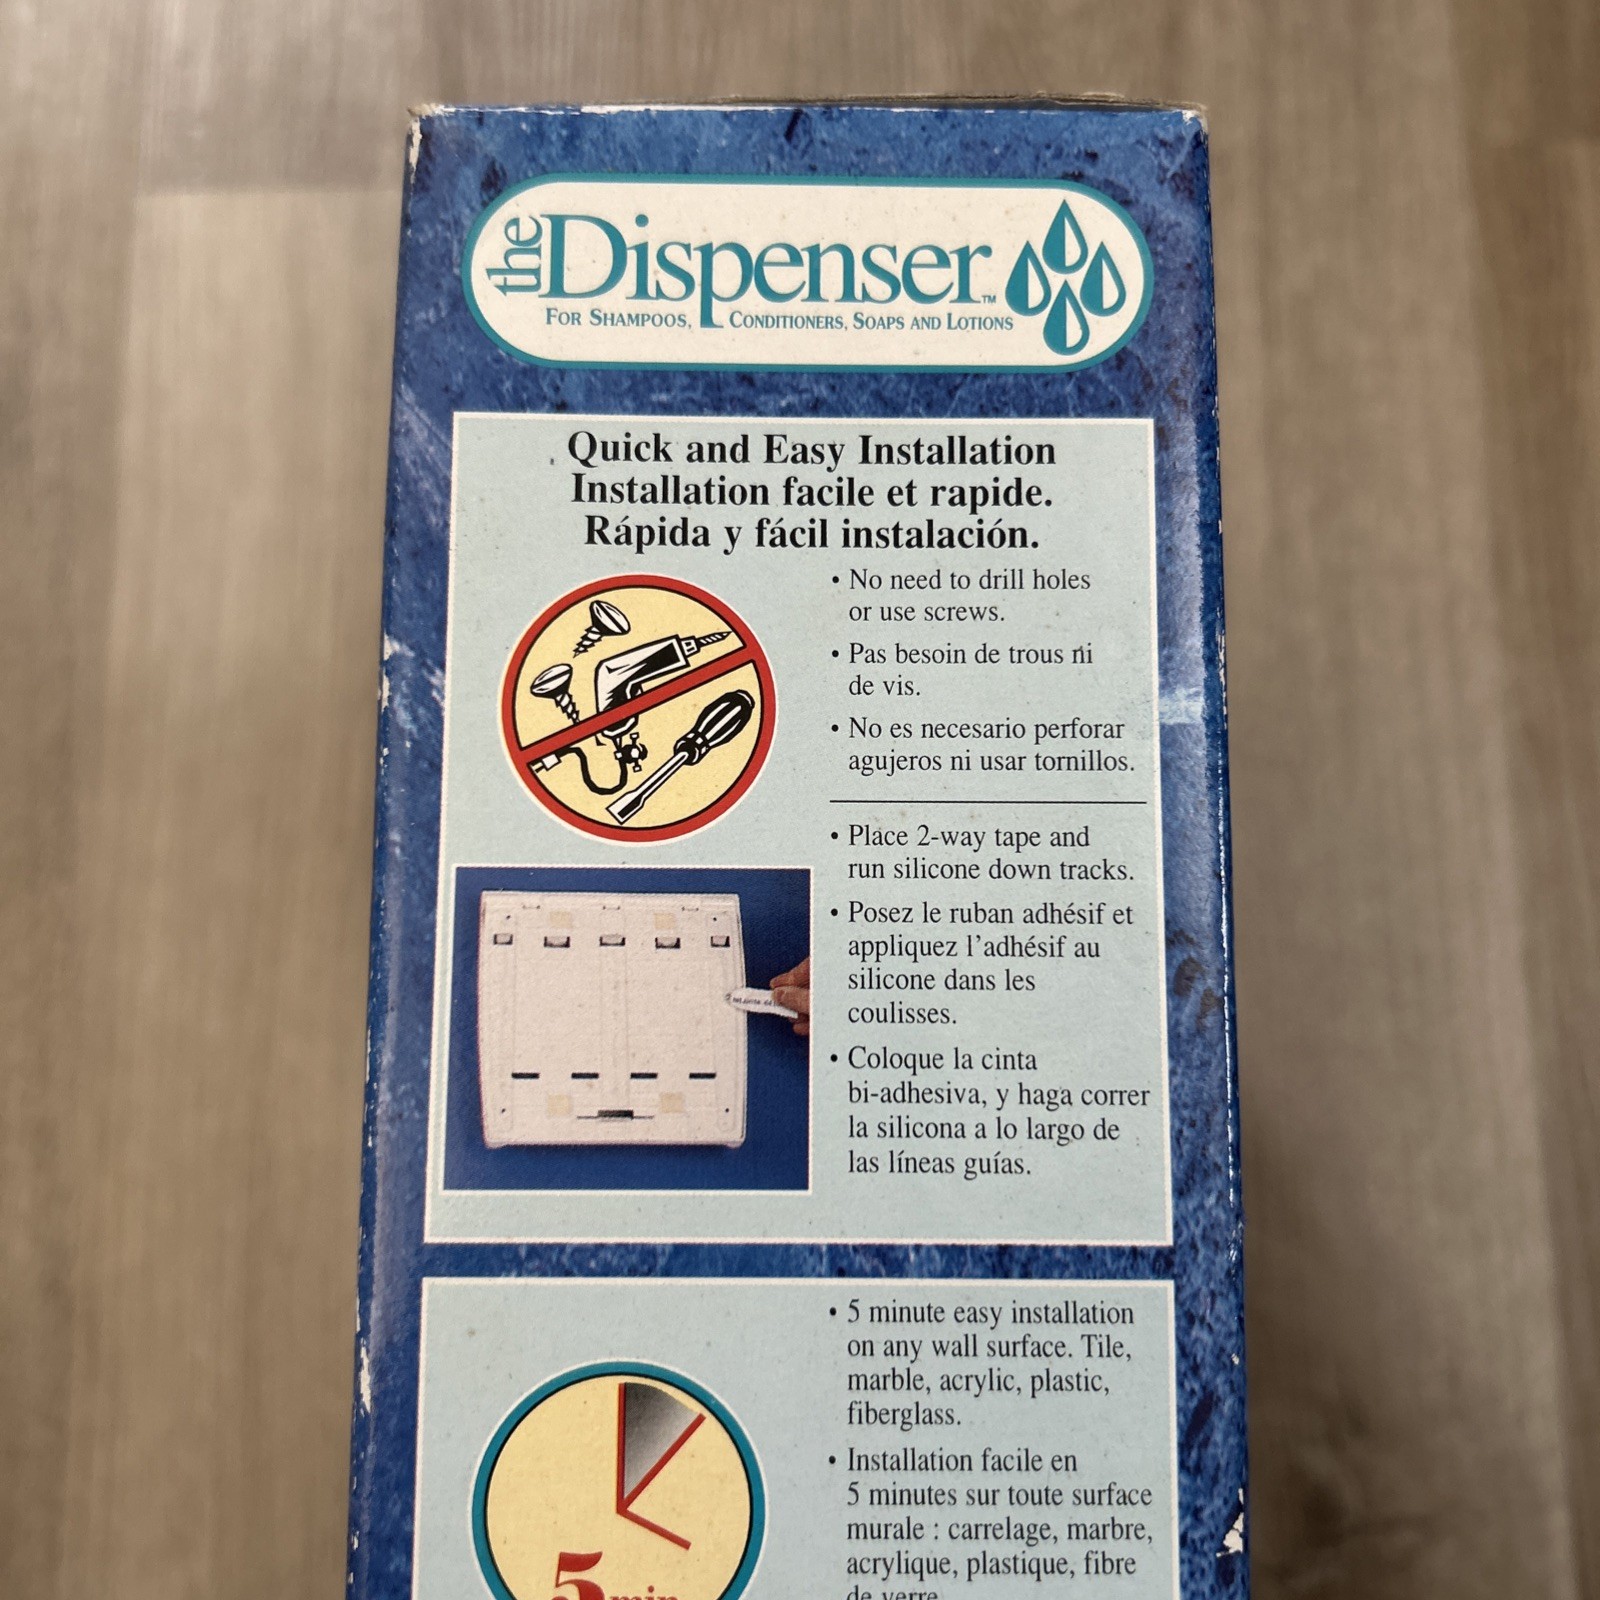 the Dispenser™
FOR SHAMPOOS, CONDITIONERS, SOAPS AND LOTIONS
Quick and Easy Installation
Installation facile et rapide.
Rápida y fácil instalación.
• No need to drill holes
or use screws.
• Pas besoin de trous ni
de vis.
• No es necesario perforar
agujeros ni usar tornillos.
• Place 2-way tape and
run silicone down tracks.
• Posez le ruban adhésif et
appliquez l'adhésif au
silicone dans les
coulisses.
• Coloque la cinta
bi-adhesiva, y haga correr
la silicona a lo largo de
las líneas guías.
• 5 minute easy installation
on any wall surface. Tile,
marble, acrylic, plastic,
fiberglass.
• Installation facile en
5 minutes sur toute surface
murale : carrelage, marbre,
acrylique, plastique, fibre
de verre
5 min